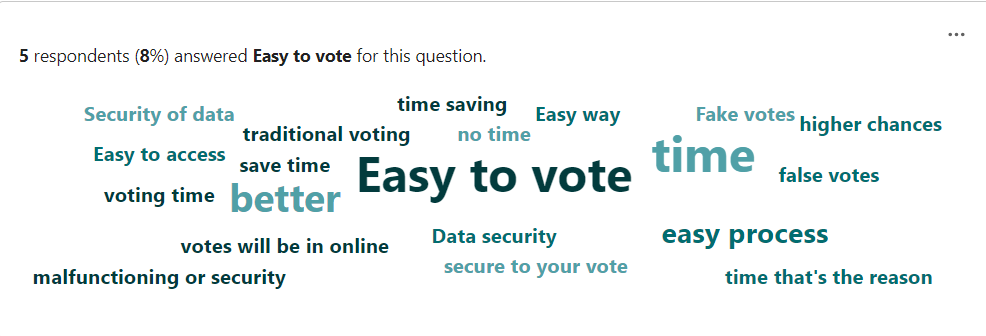 ...
5 respondents (8%) answered Easy to vote for this question.
time saving
Security of data
Easy way
Fake votes
higher chances
traditional voting
no time
Easy to access
save time
Easy to vote
time
false votes
voting time
better
votes will be in online
Data security
easy process
secure to your vote
malfunctioning or security
time that's the reason